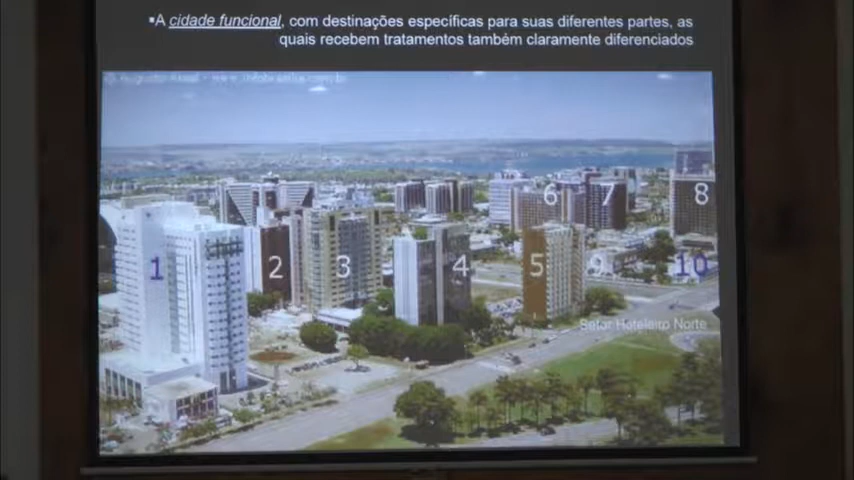 ▪A cidade funcional, com destinações específicas para suas diferentes partes, as
quais recebem tratamentos também claramente diferenciados
6 7 8
1 2 3 4 5 9 10
Setor Hoteleiro Norte